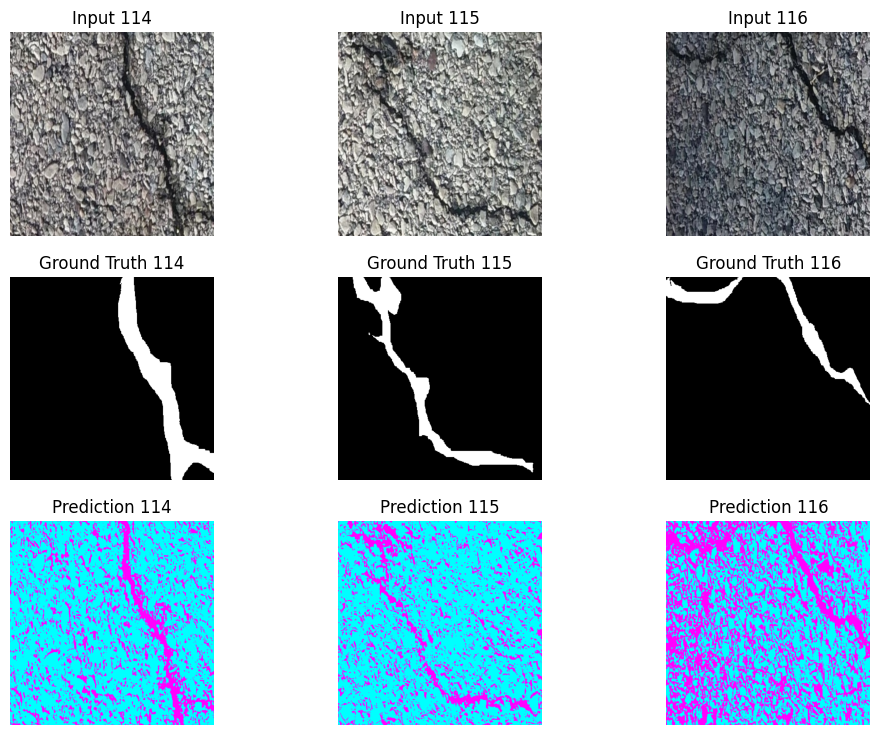 Input 114
Input 115
Input 116
Ground Truth 114
Ground Truth 115
Ground Truth 116
Prediction 114
Prediction 115
Prediction 116